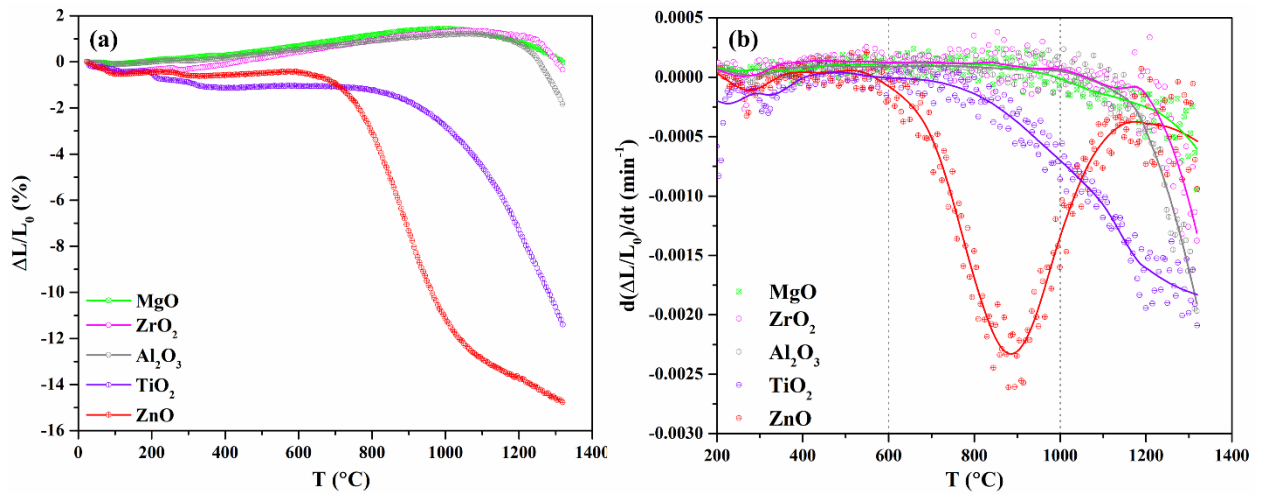 (a)
2
0
-2
-4
-6
-8
-10
-12
-14
-16
ΔL/L₀ (%)
MgO
ZrO₂
Al₂O₃
TiO₂
ZnO
0 200 400 600 800 1000 1200 1400
T (°C)
(b)
0.0005
0.0000
-0.0005
-0.0010
-0.0015
-0.0020
-0.0025
-0.0030
d(ΔL/L₀)/dt (min⁻¹)
MgO
ZrO₂
Al₂O₃
TiO₂
ZnO
200 400 600 800 1000 1200 1400
T (°C)